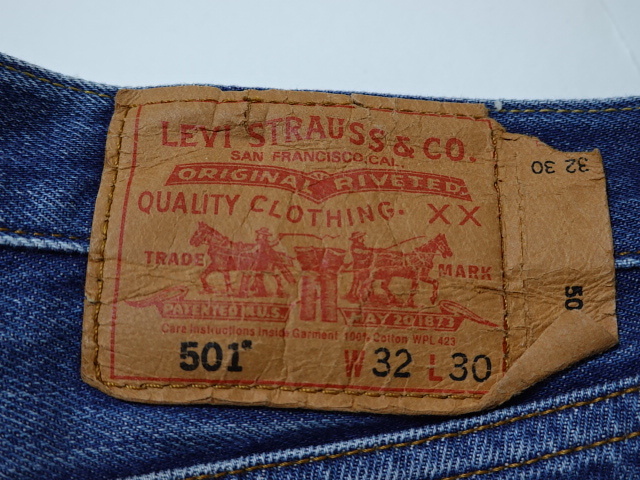 LEVI STRAUSS & CO.
SAN FRANCISCO, CAL.
ORIGINAL RIVETED
QUALITY CLOTHING. XX
TRADE MARK
PATENTED IN U.S. MAY 20 1873
Care instructions Inside Garment 100% Cotton WPL 423
501® W 32 L 30
32 30
50